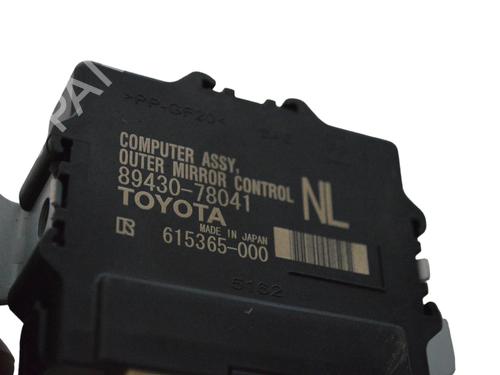 >PP-GF20<
COMPUTER ASSY,
OUTER MIRROR CONTROL
89430-78041
NL
TOYOTA
MADE IN JAPAN
615365-000
5162